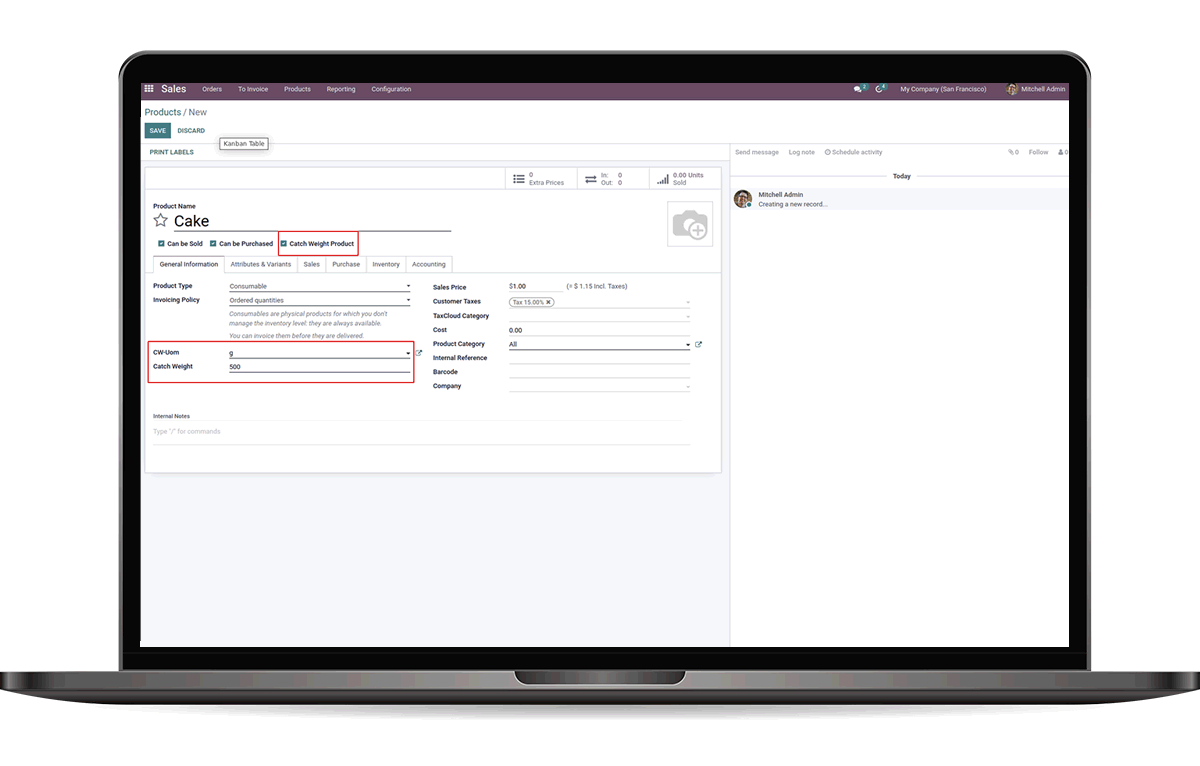 Sales Orders To Invoice Products Reporting Configuration 2 4 My Company (San Francisco) Mitchell Admin
Products / New
SAVE DISCARD
Kanban Table
PRINT LABELS
Send message Log note Schedule activity 0 Follow 0
0 Extra Prices
In: 0
Out: 0
0.00 Units Sold
Today
Mitchell Admin
Creating a new record...
Product Name
Cake
Can be Sold Can be Purchased Catch Weight Product
General Information Attributes & Variants Sales Purchase Inventory Accounting
Product Type Consumable
Invoicing Policy Ordered quantities
Consumables are physical products for which you don't
manage the inventory level: they are always available.
You can invoice them before they are delivered.
CW-Uom g
Catch Weight 500
Sales Price $1.00 (= $ 1.15 Incl. Taxes)
Customer Taxes Tax 15.00% ×
TaxCloud Category
Cost 0.00
Product Category All
Internal Reference
Barcode
Company
Internal Notes
Type "/" for commands